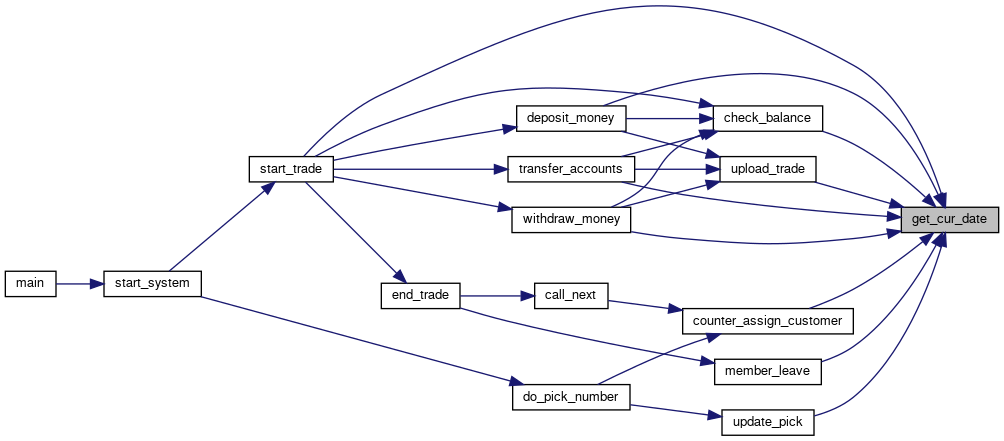 check_balance
deposit_money
start_trade
transfer_accounts
upload_trade
withdraw_money
get_cur_date
main
start_system
end_trade
call_next
counter_assign_customer
member_leave
do_pick_number
update_pick